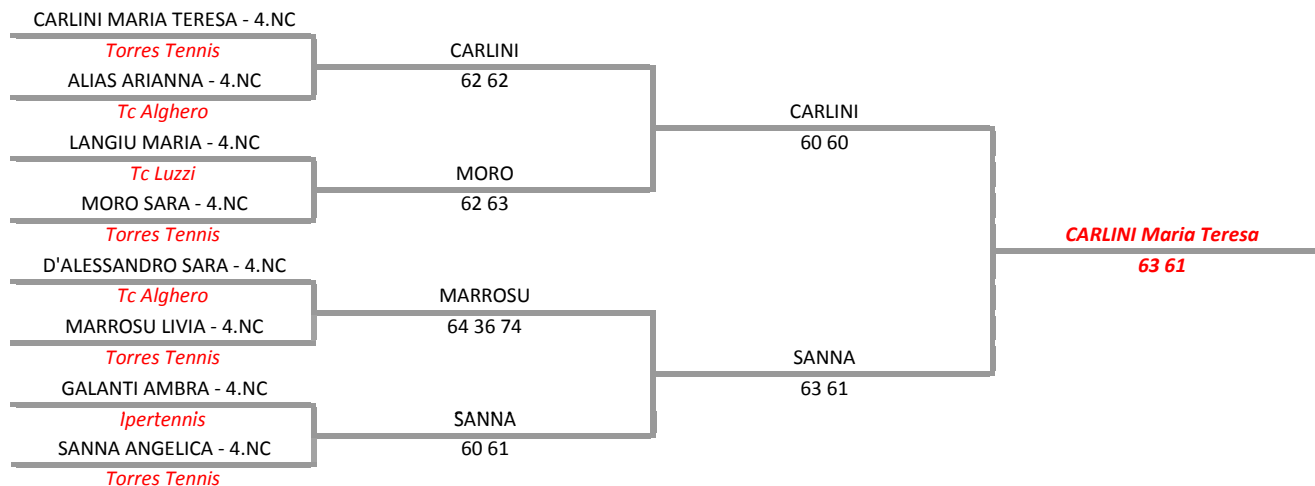 CARLINI MARIA TERESA - 4.NC
Torres Tennis
ALIAS ARIANNA - 4.NC
Tc Alghero
LANGIU MARIA - 4.NC
Tc Luzzi
MORO SARA - 4.NC
Torres Tennis
D'ALESSANDRO SARA - 4.NC
Tc Alghero
MARROSU LIVIA - 4.NC
Torres Tennis
GALANTI AMBRA - 4.NC
Ipertennis
SANNA ANGELICA - 4.NC
Torres Tennis
CARLINI
62 62
MORO
62 63
MARROSU
64 36 74
SANNA
60 61
CARLINI
60 60
SANNA
63 61
CARLINI Maria Teresa
63 61